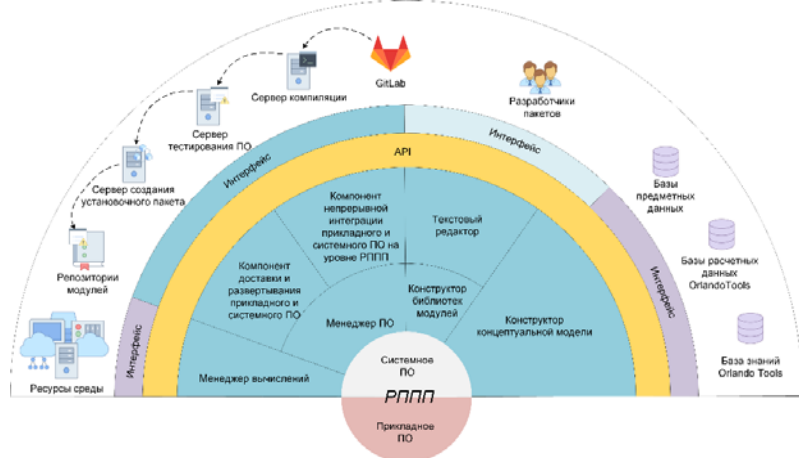 GitLab
Сервер компиляции
Разработчики
пакетов
Сервер
тестирования ПО
Интерфейс
Интерфейс
API
Сервер создания
установочного пакета
Базы
предметных
данных
Компонент
непрерывной
интеграции
прикладного и
системного ПО на
уровне РППП
Текстовый
редактор
Репозитории
модулей
Базы расчетных
данных
OrlandoTools
Компонент
доставки и
развертывания
прикладного и
системного ПО
Интерфейс
Конструктор
библиотек
модулей
Менеджер ПО
Конструктор
концептуальной модели
Интерфейс
Ресурсы среды
База знаний
Orlando Tools
Менеджер вычислений
Системное
ПО
РППП
Прикладное
ПО